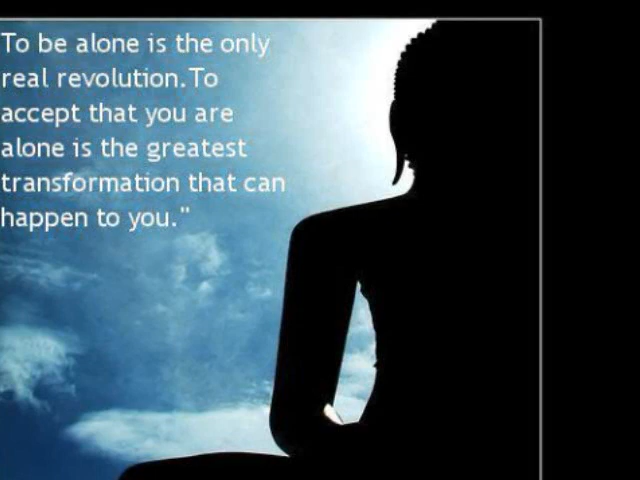 To be alone is the only
real revolution.To
accept that you are
alone is the greatest
transformation that can
happen to you."